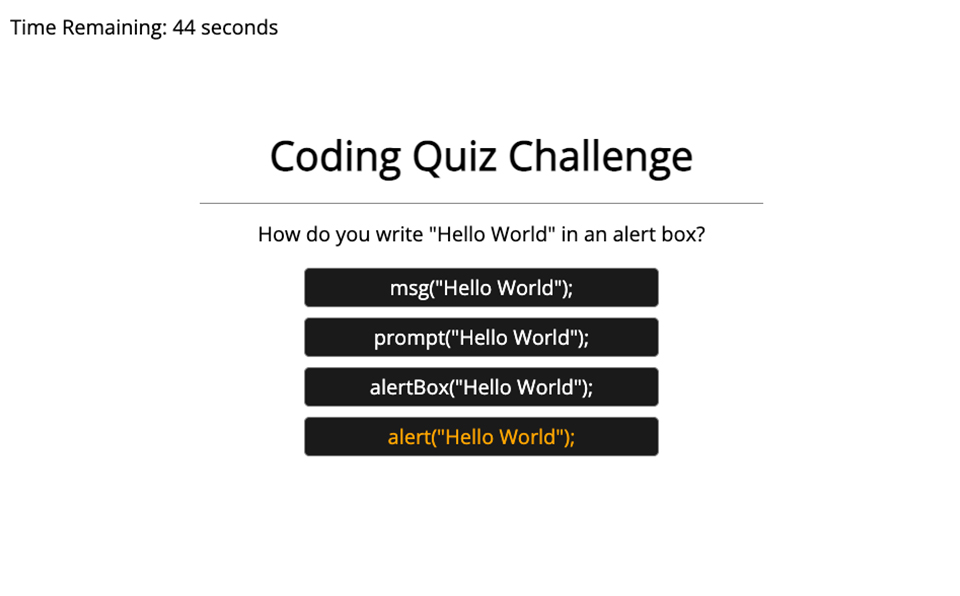 Time Remaining: 44 seconds
Coding Quiz Challenge
How do you write "Hello World" in an alert box?
msg("Hello World");
prompt("Hello World");
alertBox("Hello World");
alert("Hello World");